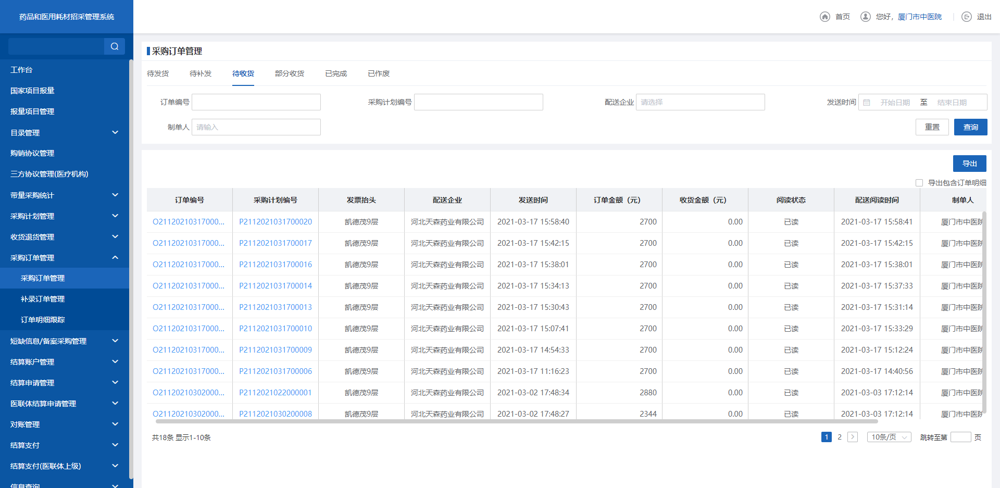 药品和医用耗材招采管理系统
首页 您好，厦门市中医院 退出
工作台
国家项目报量
报量项目管理
目录管理
购销协议管理
三方协议管理(医疗机构)
带量采购统计
采购计划管理
收货退货管理
采购订单管理
采购订单管理
补录订单管理
订单明细跟踪
短缺信息/备案采购管理
结算账户管理
结算申请管理
医联体结算申请管理
对账管理
结算支付
结算支付(医联体上级)
信息查询
采购订单管理
待发货 待补发 待收货 部分收货 已完成 已作废
订单编号 采购计划编号 配送企业 请选择 发送时间 开始日期 至 结束日期
制单人 请输入 重置 查询
导出
导出包含订单明细
订单编号 采购计划编号 发票抬头 配送企业 发送时间 订单金额（元） 收货金额（元） 阅读状态 配送阅读时间 制单人
O21120210317000... P2112021031700020 凯德茂9层 河北天森药业有限公司 2021-03-17 15:58:40 2700 0.00 已读 2021-03-17 15:58:41 厦门市中医院
O21120210317000... P2112021031700017 凯德茂9层 河北天森药业有限公司 2021-03-17 15:42:15 2700 0.00 已读 2021-03-17 15:42:15 厦门市中医院
O21120210317000... P2112021031700016 凯德茂9层 河北天森药业有限公司 2021-03-17 15:38:01 2700 0.00 已读 2021-03-17 15:38:01 厦门市中医院
O21120210317000... P2112021031700014 凯德茂9层 河北天森药业有限公司 2021-03-17 15:34:13 2700 0.00 已读 2021-03-17 15:37:33 厦门市中医院
O21120210317000... P2112021031700013 凯德茂9层 河北天森药业有限公司 2021-03-17 15:30:43 2700 0.00 已读 2021-03-17 15:31:14 厦门市中医院
O21120210317000... P2112021031700010 凯德茂9层 河北天森药业有限公司 2021-03-17 15:07:41 2700 0.00 已读 2021-03-17 15:33:29 厦门市中医院
O21120210317000... P2112021031700009 凯德茂9层 河北天森药业有限公司 2021-03-17 14:54:33 2700 0.00 已读 2021-03-17 15:12:24 厦门市中医院
O21120210317000... P2112021031700006 凯德茂9层 河北天森药业有限公司 2021-03-17 11:16:23 2700 0.00 已读 2021-03-17 14:40:56 厦门市中医院
O21120210302000... P2112021022000001 凯德茂9层 河北天森药业有限公司 2021-03-02 17:48:34 2880 0.00 已读 2021-03-03 17:12:14 厦门市中医院
O21120210302000... P2112021030200008 凯德茂9层 河北天森药业有限公司 2021-03-02 17:48:27 2344 0.00 已读 2021-03-03 17:12:14 厦门市中医院
共18条 显示1-10条 1 2 10条/页 跳转至第 页